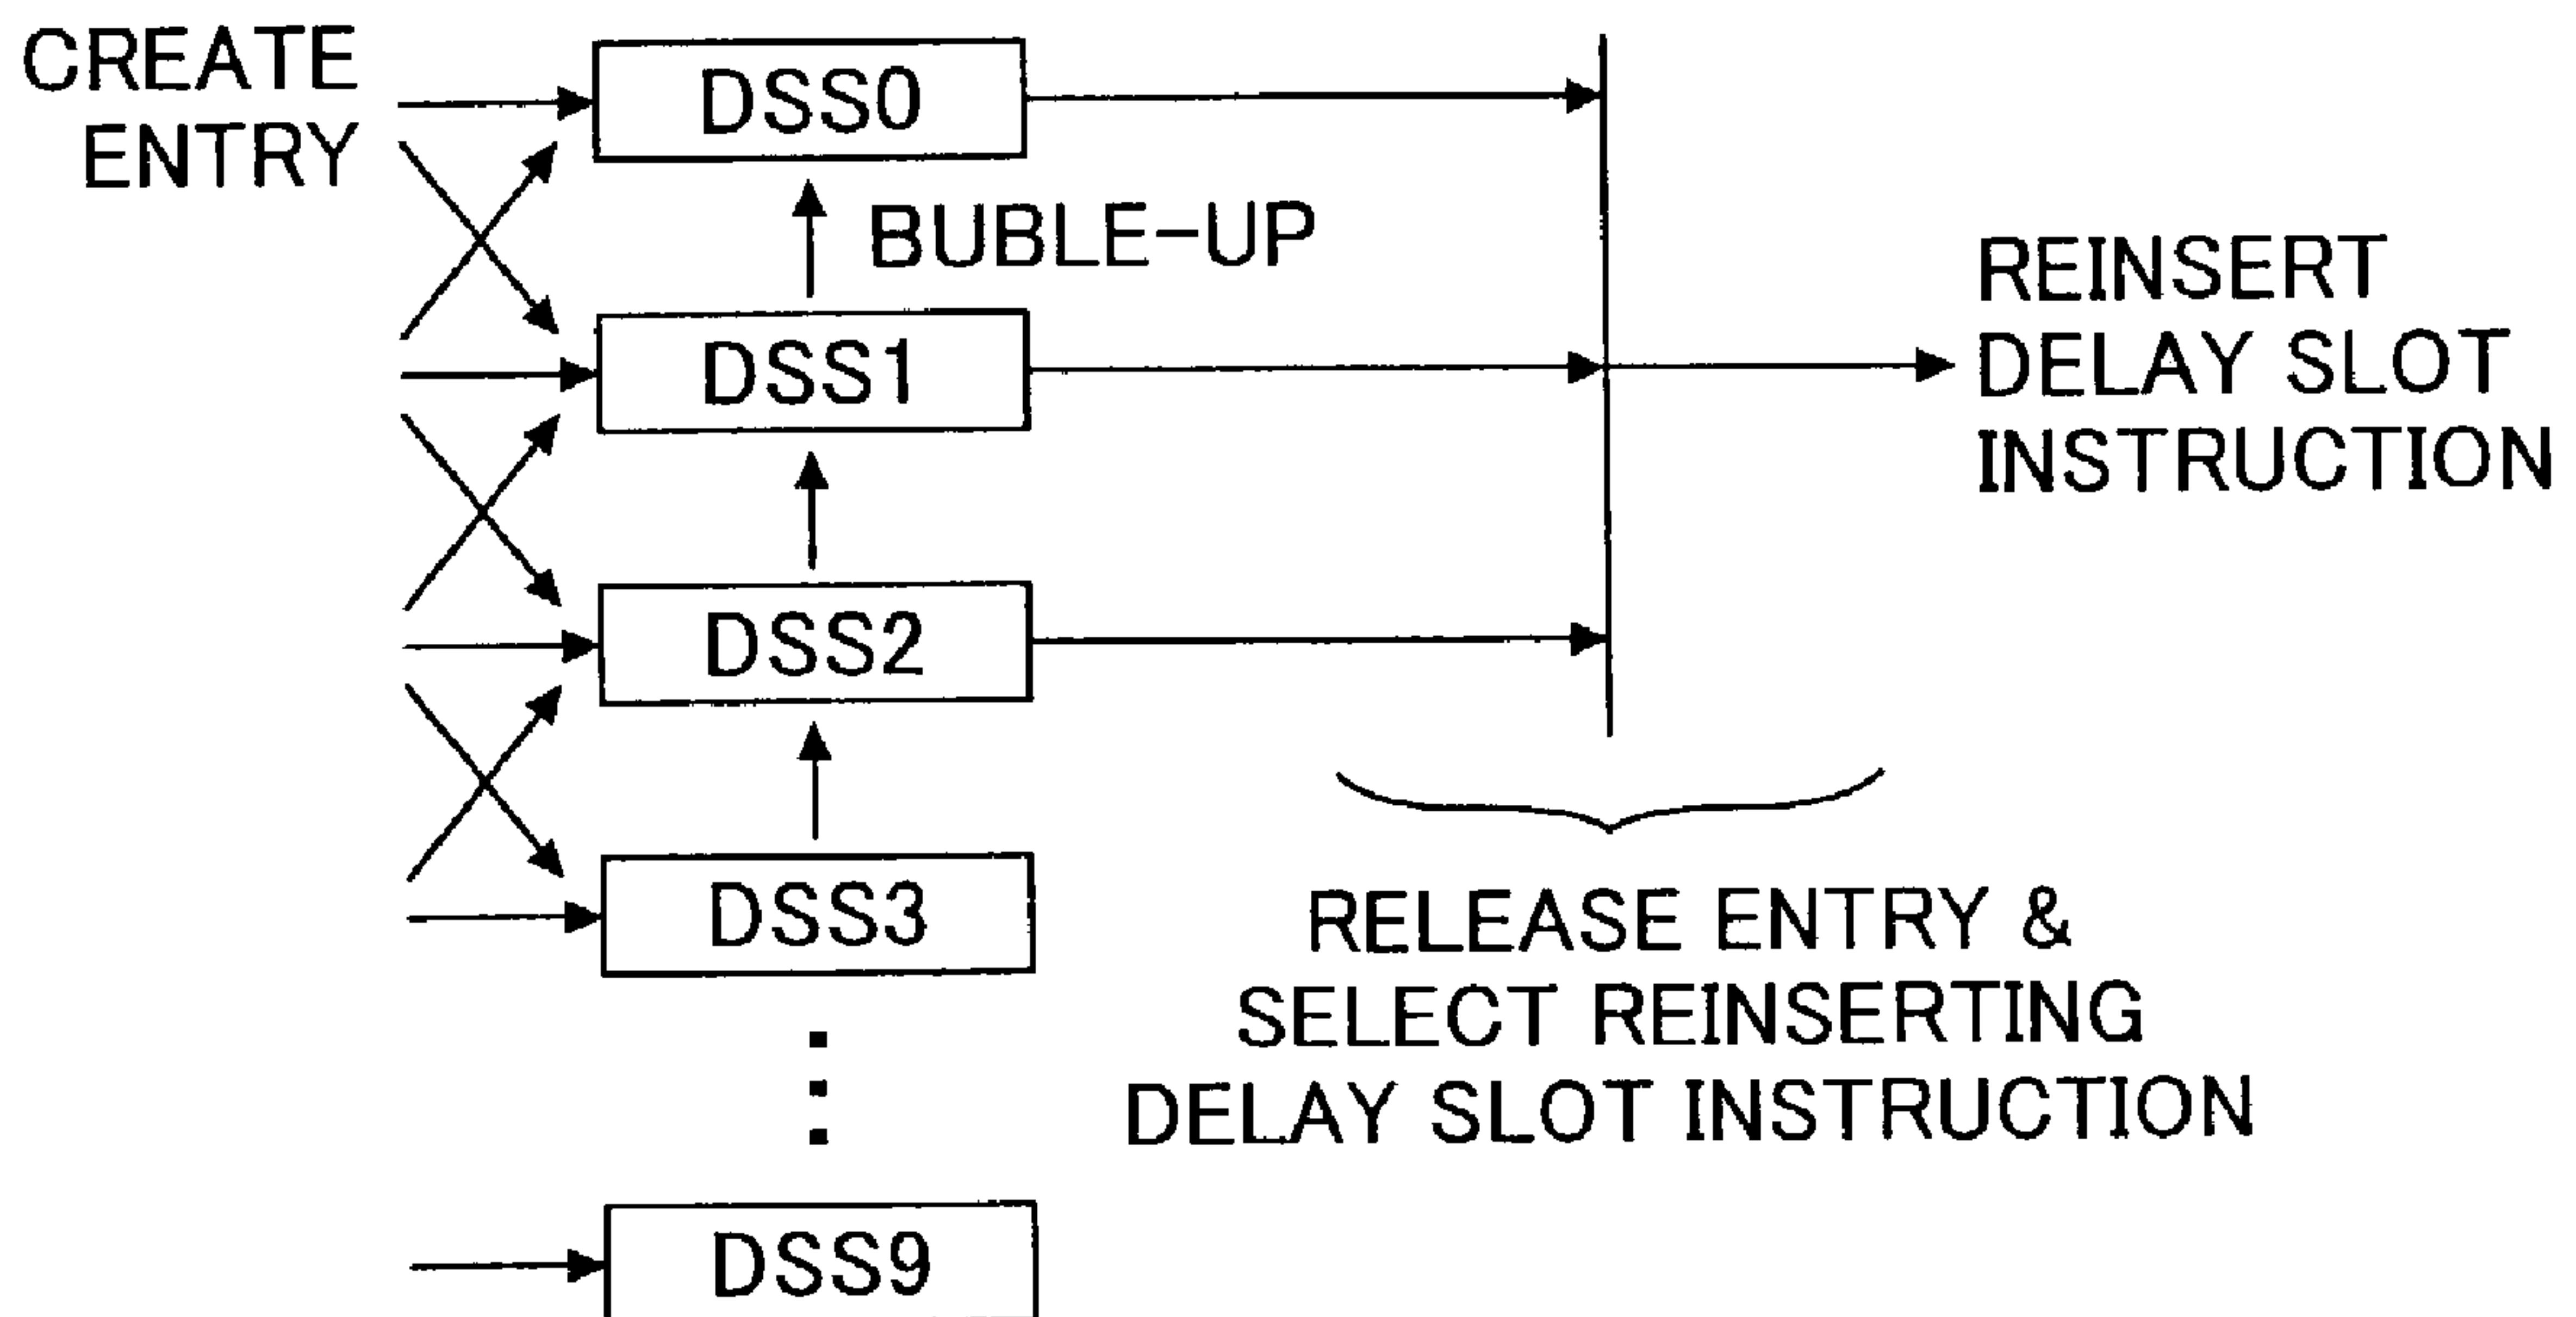 CREATE
ENTRY
DSS0
BUBLE-UP
DSS1
REINSERT
DELAY SLOT
INSTRUCTION
DSS2
DSS3
RELEASE ENTRY &
SELECT REINSERTING
DELAY SLOT INSTRUCTION
DSS9